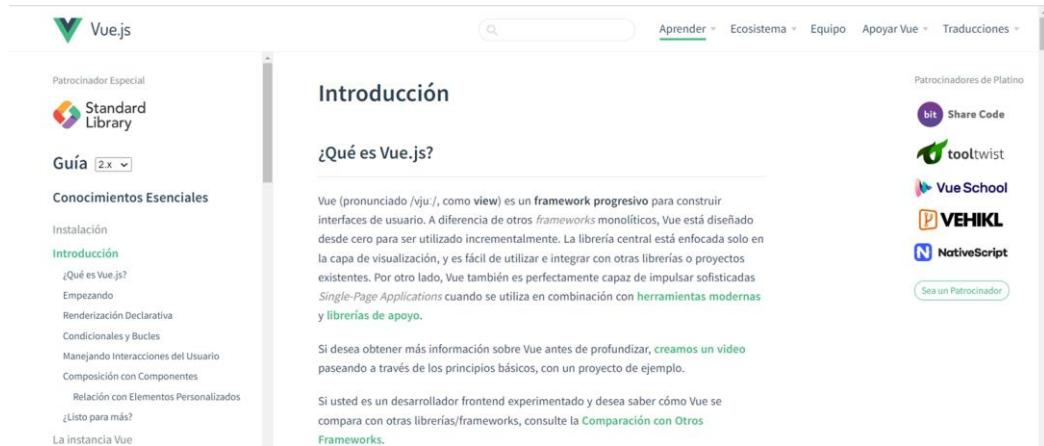 Vue.js
Aprender
Ecosistema
Equipo
Apoyar Vue
Traducciones
Patrocinador Especial
Standard
Library
Guía 2.x
Conocimientos Esenciales
Instalación
Introducción
¿Qué es Vue.js?
Empezando
Renderización Declarativa
Condicionales y Bucles
Manejando Interacciones del Usuario
Composición con Componentes
Relación con Elementos Personalizados
¿Listo para más?
La instancia Vue
Introducción
¿Qué es Vue.js?
Vue (pronunciado /vjuː/, como view) es un framework progresivo para construir
interfaces de usuario. A diferencia de otros frameworks monolíticos, Vue está diseñado
desde cero para ser utilizado incrementalmente. La librería central está enfocada solo en
la capa de visualización, y es fácil de utilizar e integrar con otras librerías o proyectos
existentes. Por otro lado, Vue también es perfectamente capaz de impulsar sofisticadas
Single-Page Applications cuando se utiliza en combinación con herramientas modernas
y librerías de apoyo.
Si desea obtener más información sobre Vue antes de profundizar, creamos un video
paseando a través de los principios básicos, con un proyecto de ejemplo.
Si usted es un desarrollador frontend experimentado y desea saber cómo Vue se
compara con otras librerías/frameworks, consulte la Comparación con Otros
Frameworks.
Patrocinadores de Platino
bit Share Code
tooltwist
Vue School
VEHIKL
NativeScript
Sea un Patrocinador